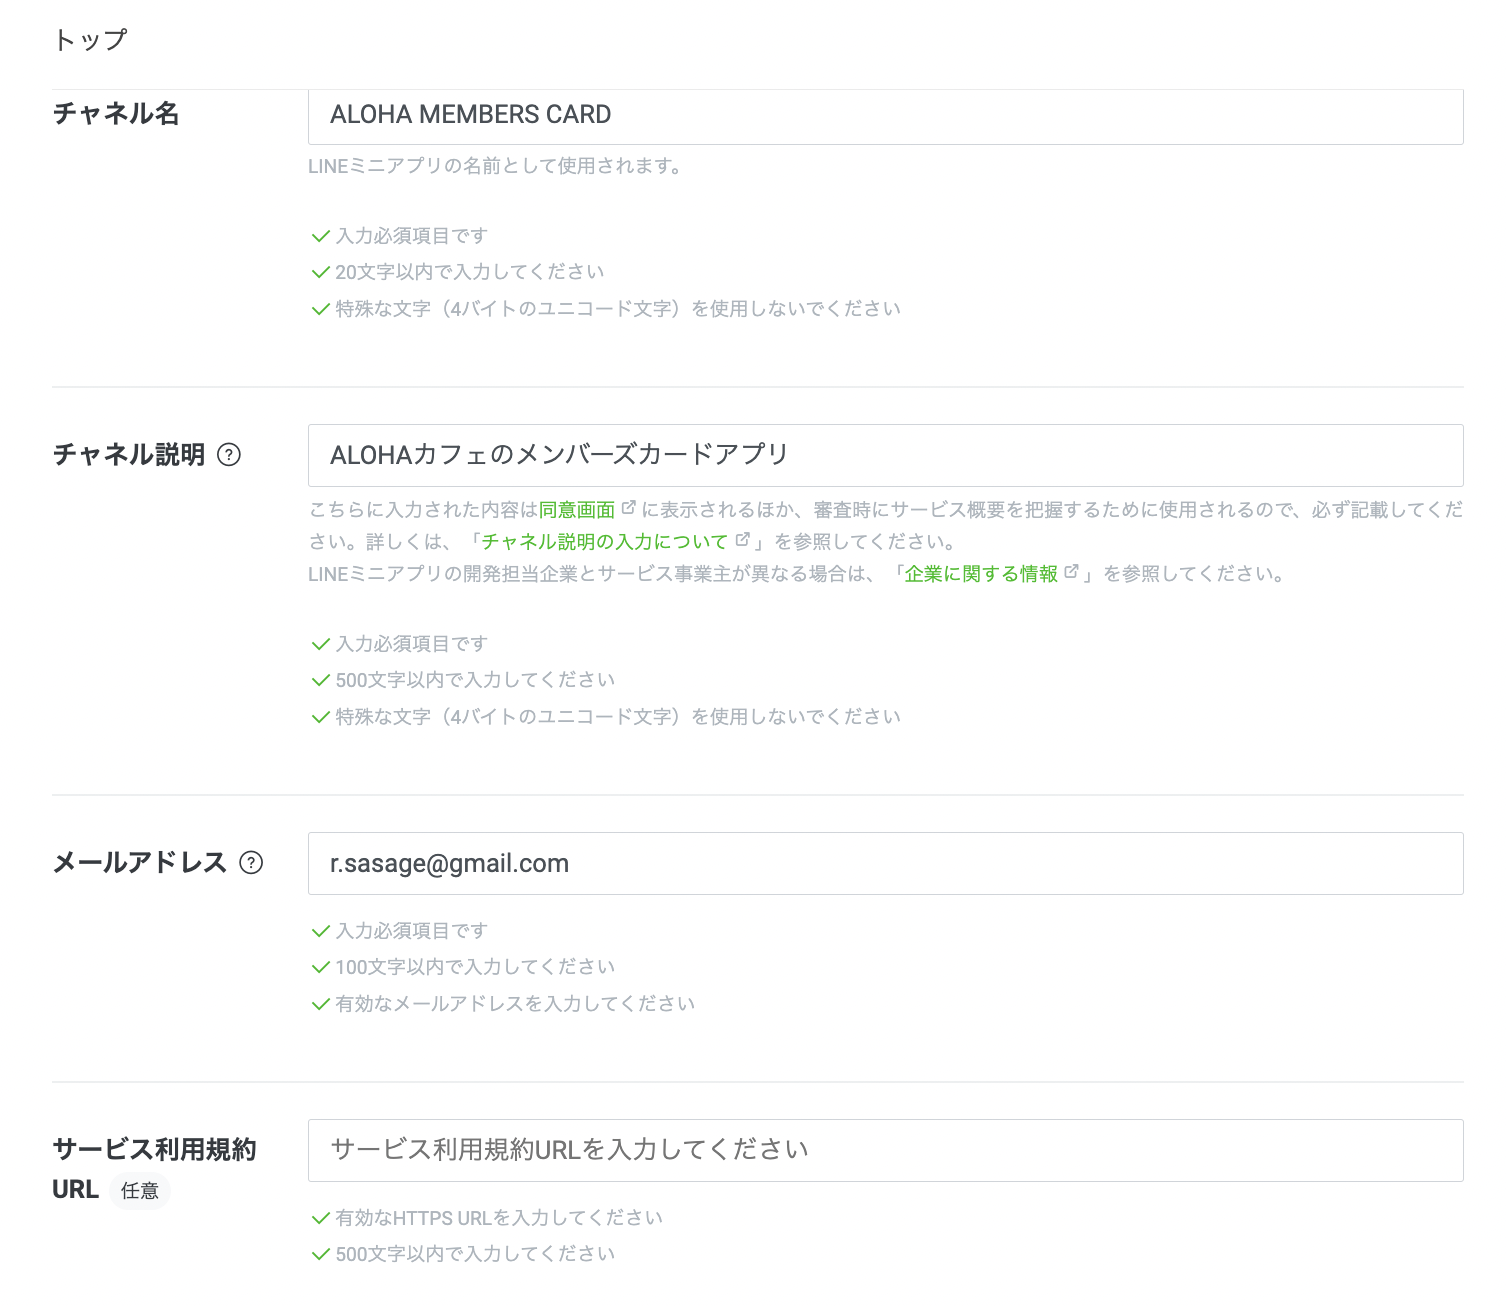 トップ
チャネル名
ALOHA MEMBERS CARD
LINEミニアプリの名前として使用されます。
入力必須項目です
20文字以内で入力してください
特殊な文字（4バイトのユニコード文字）を使用しないでください
チャネル説明
ALOHAカフェのメンバーズカードアプリ
こちらに入力された内容は同意画面に表示されるほか、審査時にサービス概要を把握するために使用されるので、必ず記載してくだ
さい。詳しくは、「チャネル説明の入力について」を参照してください。
LINEミニアプリの開発担当企業とサービス事業主が異なる場合は、「企業に関する情報」を参照してください。
入力必須項目です
500文字以内で入力してください
特殊な文字（4バイトのユニコード文字）を使用しないでください
メールアドレス
r.sasage@gmail.com
入力必須項目です
100文字以内で入力してください
有効なメールアドレスを入力してください
サービス利用規約
URL 任意
サービス利用規約URLを入力してください
有効なHTTPS URLを入力してください
500文字以内で入力してください